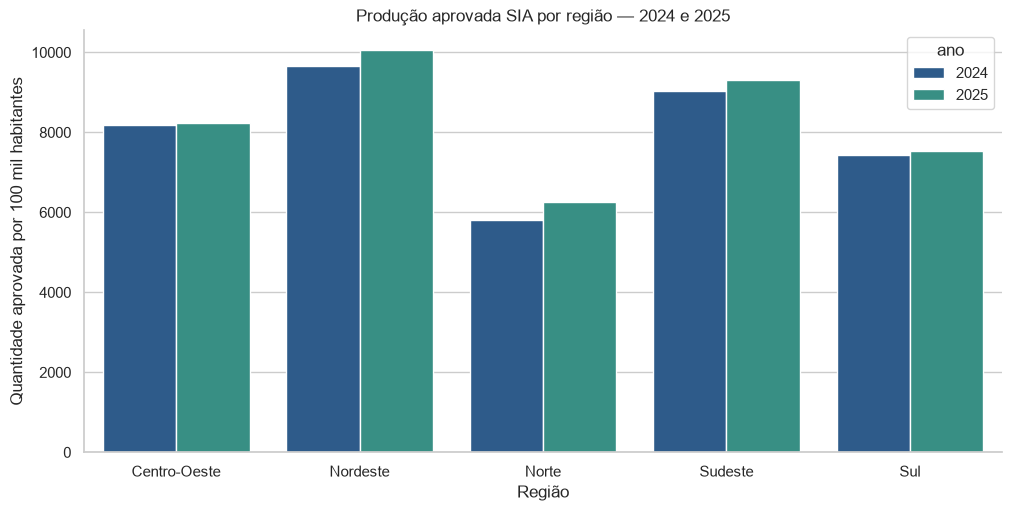 Produção aprovada SIA por região — 2024 e 2025
Quantidade aprovada por 100 mil habitantes
10000
8000
6000
4000
2000
0
ano
2024
2025
Centro-Oeste
Nordeste
Norte
Sudeste
Sul
Região